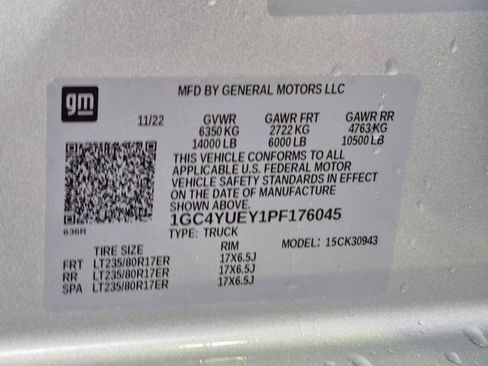 gm
MFD BY GENERAL MOTORS LLC
11/22 GVWR GAWR FRT GAWR RR
6350 KG 2722 KG 4763 KG
14000 LB 6000 LB 10500 LB
THIS VEHICLE CONFORMS TO ALL
APPLICABLE U.S. FEDERAL MOTOR
VEHICLE SAFETY STANDARDS IN EFFECT
ON THE DATE OF MANUFACTURE
SHOWN ABOVE.
1GC4YUEY1PF176045
636R TYPE: TRUCK MODEL: 15CK30943
TIRE SIZE RIM
FRT LT235/80R17ER 17X6.5J
RR LT235/80R17ER 17X6.5J
SPA LT235/80R17ER 17X6.5J